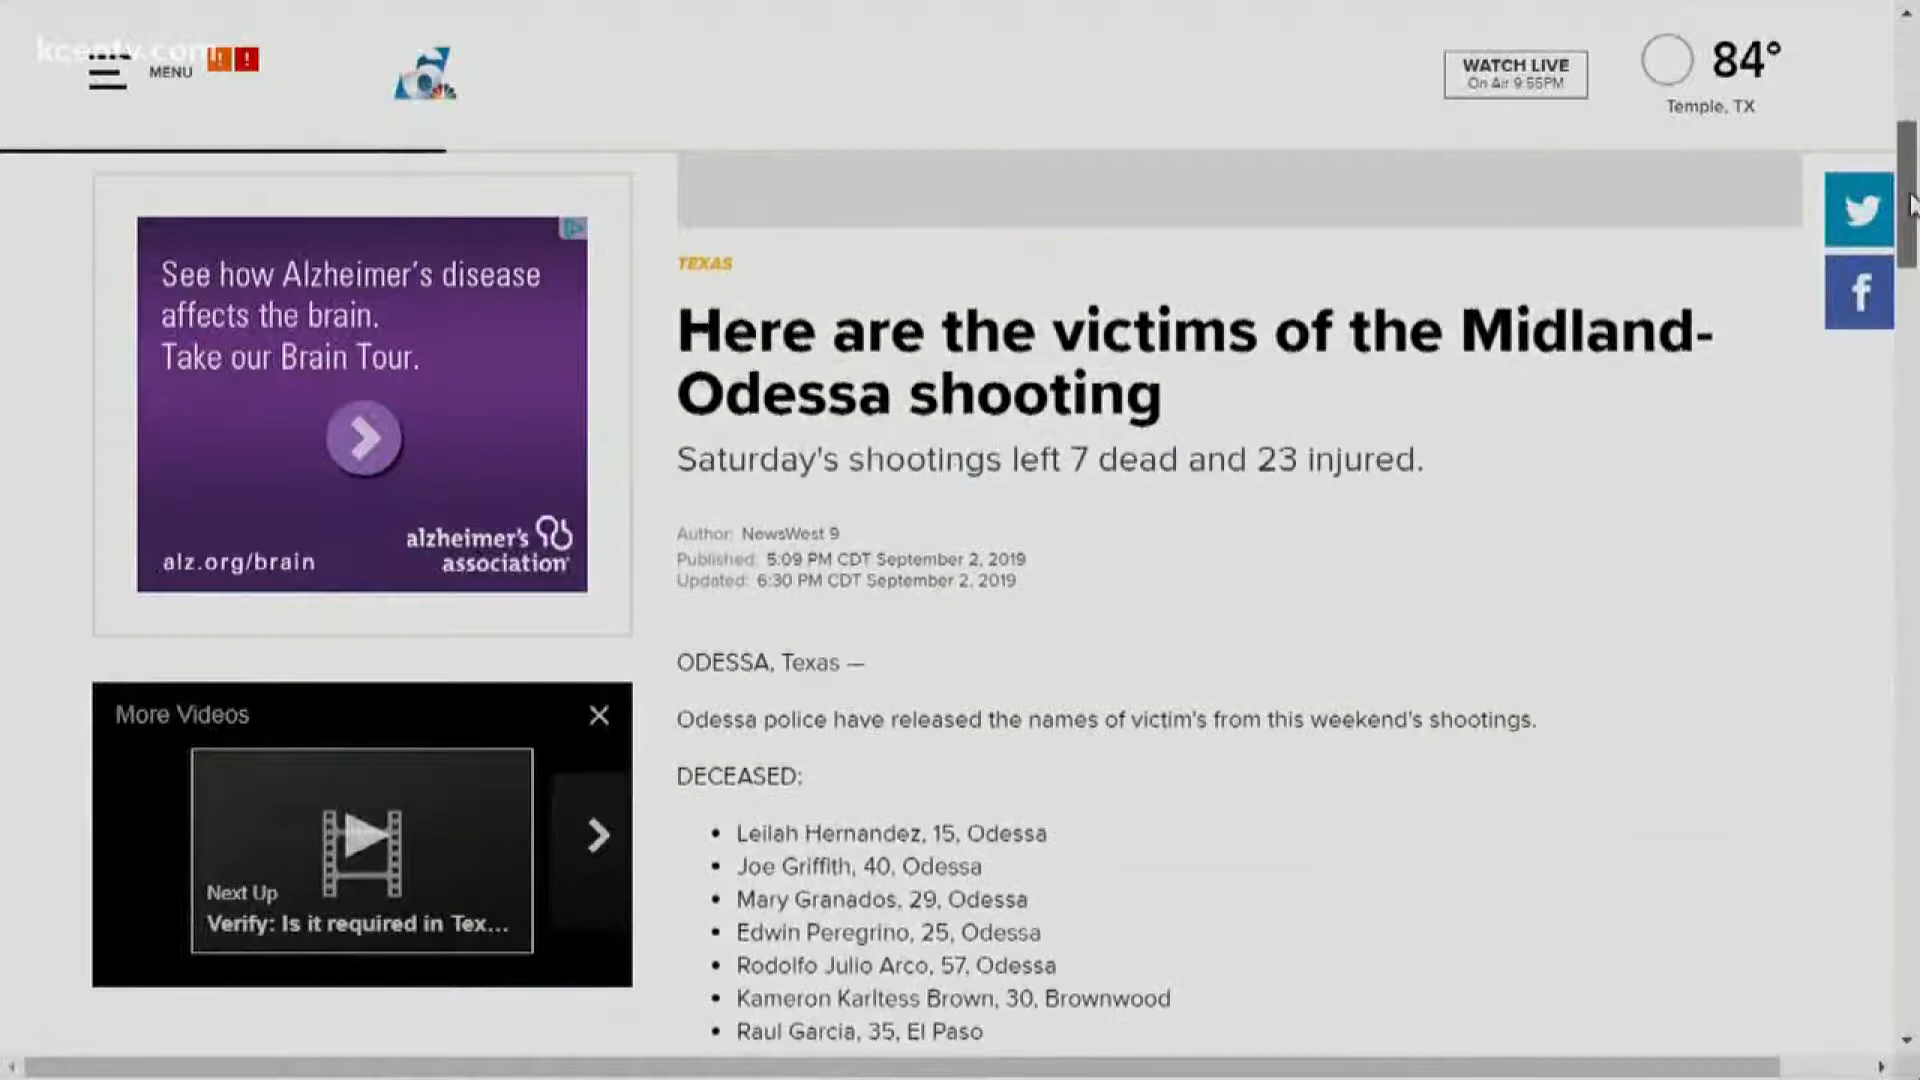 kcentv.com
MENU
WATCH LIVE
On Air 9:55PM
84°
Temple, TX
See how Alzheimer's disease
affects the brain.
Take our Brain Tour.
alzheimer's
association
alz.org/brain
TEXAS
Here are the victims of the Midland-
Odessa shooting
Saturday's shootings left 7 dead and 23 injured.
Author: NewsWest 9
Published: 5:09 PM CDT September 2, 2019
Updated: 6:30 PM CDT September 2, 2019
ODESSA, Texas —
Odessa police have released the names of victim's from this weekend's shootings.
DECEASED:
• Leilah Hernandez, 15, Odessa
• Joe Griffith, 40, Odessa
• Mary Granados, 29, Odessa
• Edwin Peregrino, 25, Odessa
• Rodolfo Julio Arco, 57, Odessa
• Kameron Karltess Brown, 30, Brownwood
• Raul Garcia, 35, El Paso
More Videos
Next Up
Verify: Is it required in Tex...